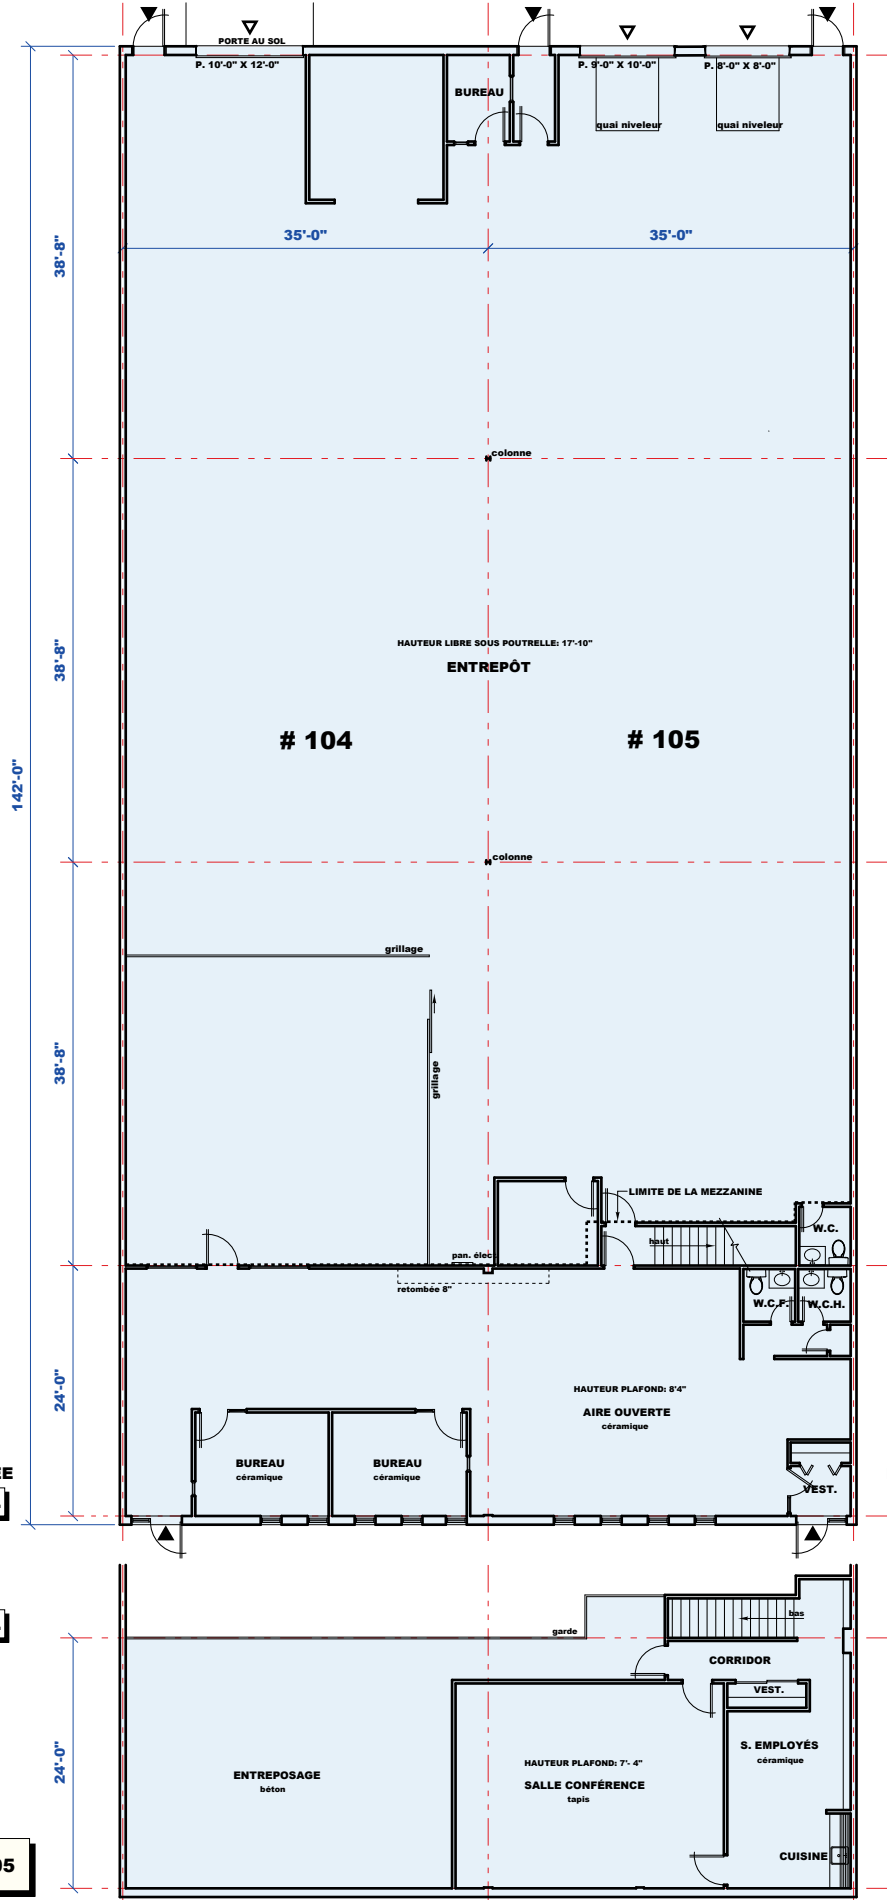 PORTE AU SOL
P. 10'-0" X 12'-0"
P. 9'-0" X 10'-0"
P. 8'-0" X 8'-0"
BUREAU
quai niveleur
quai niveleur
35'-0"
35'-0"
38'-8"
colonne
HAUTEUR LIBRE SOUS POUTRELLE: 17'-10"
ENTREPÔT
38'-8"
# 104
# 105
142'-0"
colonne
grillage
38'-8"
grillage
LIMITE DE LA MEZZANINE
W.C.
haut
pan. élec.
retombée 8"
W.C.F.
W.C.H.
24'-0"
HAUTEUR PLAFOND: 8'4"
AIRE OUVERTE
céramique
BUREAU
céramique
BUREAU
céramique
EE
VEST.
bas
garde
CORRIDOR
VEST.
24'-0"
S. EMPLOYÉS
céramique
HAUTEUR PLAFOND: 7'- 4"
ENTREPOSAGE
béton
SALLE CONFÉRENCE
tapis
CUISINE
05